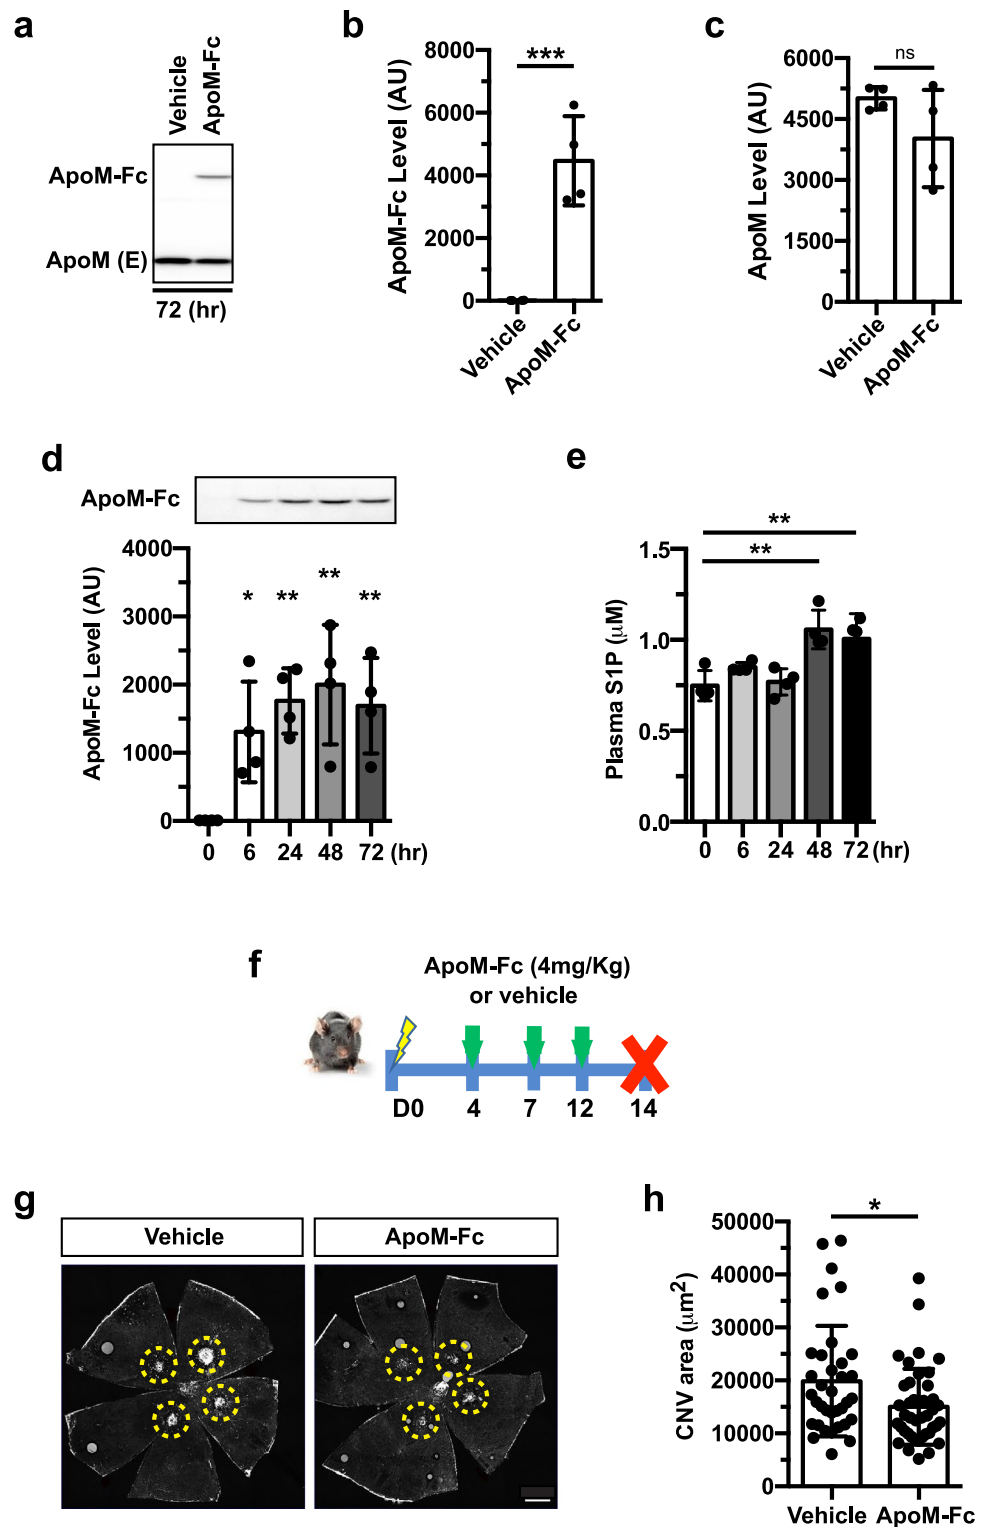 a
Vehicle
ApoM-Fc
ApoM-Fc
ApoM (E)
72 (hr)
b
ApoM-Fc Level (AU)
8000
6000
4000
2000
0
***
Vehicle
ApoM-Fc
c
ApoM Level (AU)
6000
4500
3000
1500
0
ns
Vehicle
ApoM-Fc
d
ApoM-Fc
ApoM-Fc Level (AU)
4000
3000
2000
1000
0
* ** ** **
0 6 24 48 72 (hr)
e
Plasma S1P (μM)
1.5
1.0
0.5
0.0
**
**
0 6 24 48 72 (hr)
f
ApoM-Fc (4mg/Kg)
or vehicle
D0 4 7 12 14
g
Vehicle
ApoM-Fc
h
CNV area (μm²)
50000
40000
30000
20000
10000
0
*
Vehicle ApoM-Fc